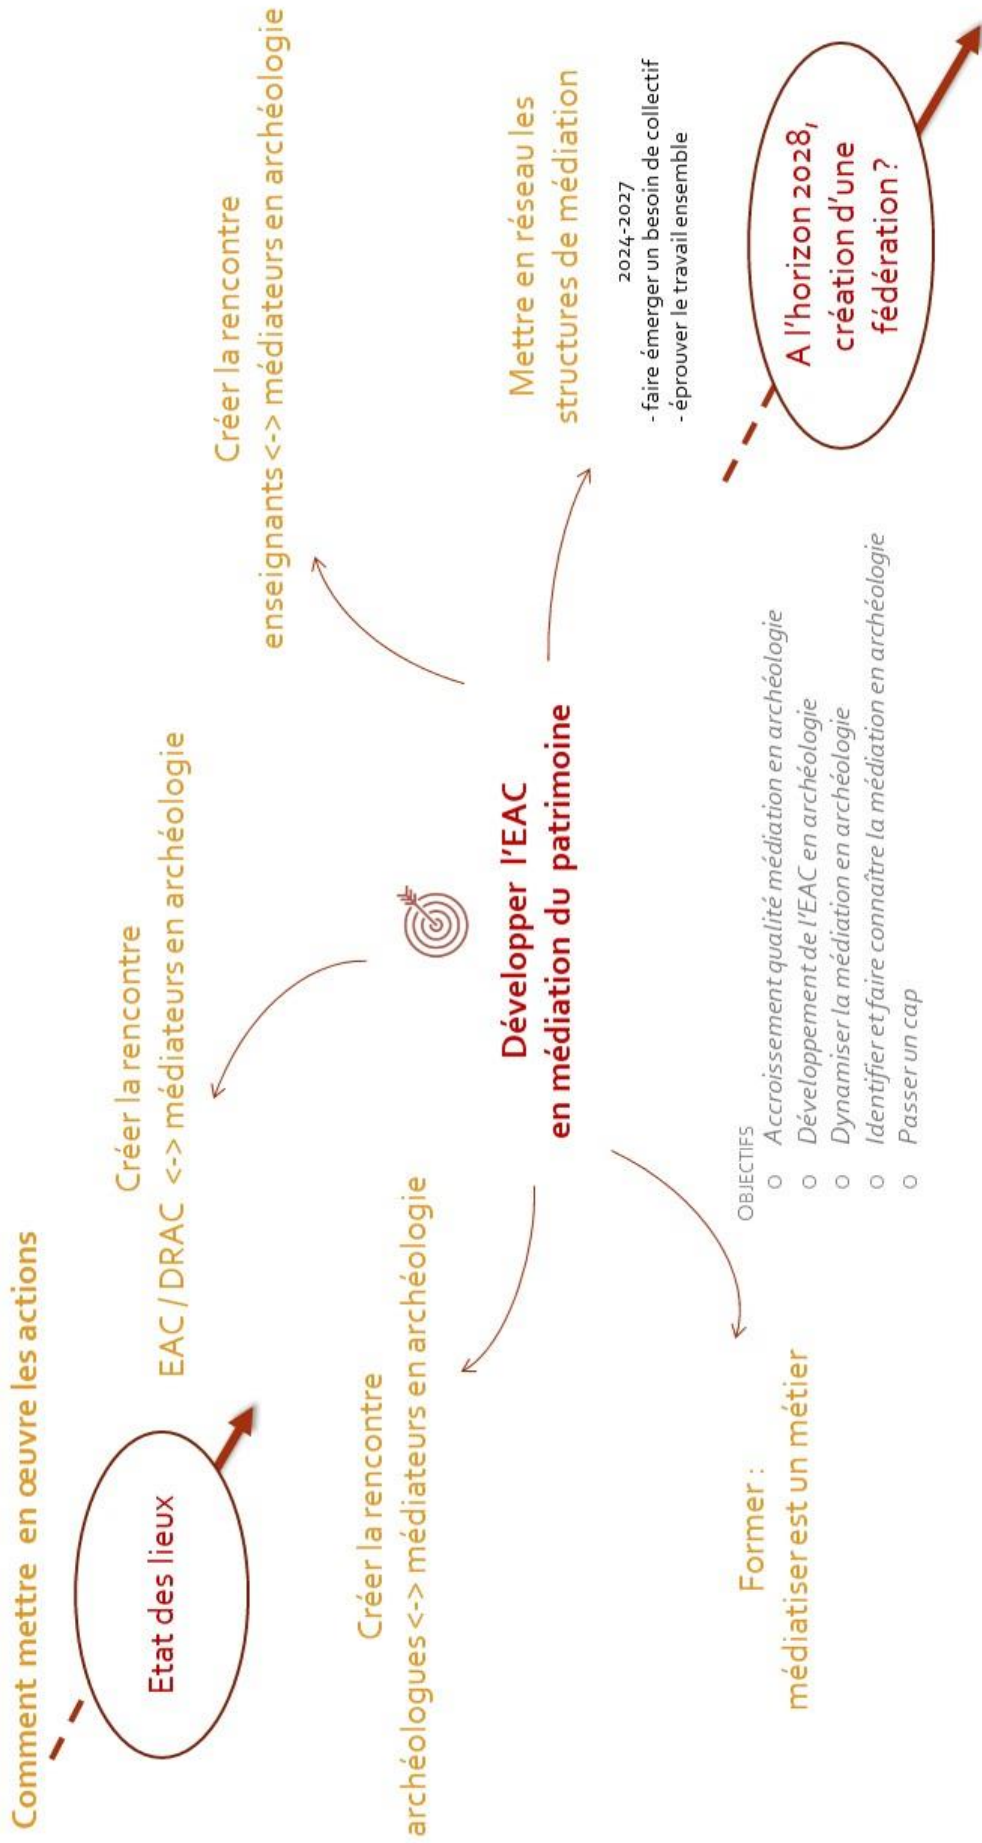 Comment mettre en œuvre les actions
Etat des lieux
Créer la rencontre
EAC / DRAC <-> médiateurs en archéologie
Créer la rencontre
enseignants <-> médiateurs en archéologie
Créer la rencontre
archéologues <-> médiateurs en archéologie
Développer l'EAC
en médiation du patrimoine
Mettre en réseau les
structures de médiation
2024-2027
- faire émerger un besoin de collectif
- éprouver le travail ensemble
Former :
médiatiser est un métier
OBJECTIFS
o Accroissement qualité médiation en archéologie
o Développement de l'EAC en archéologie
o Dynamiser la médiation en archéologie
o Identifier et faire connaître la médiation en archéologie
o Passer un cap
A l'horizon 2028,
création d'une
fédération ?